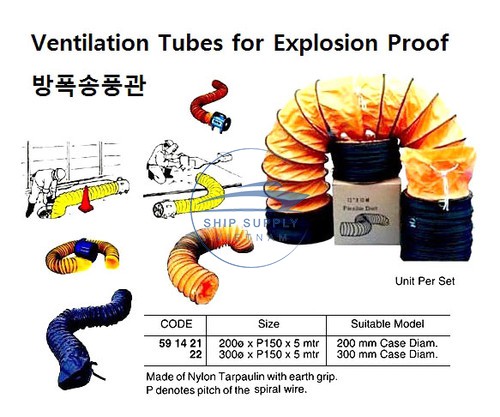 Ventilation Tubes for Explosion Proof
방폭송풍관
SHIP SUPPLY
Flexible Duct
Unit Per Set
CODE Size Suitable Model
59 14 21 200ø x P150 x 5 mtr 200 mm Case Diam.
22 300ø x P150 x 5 mtr 300 mm Case Diam.
Made of Nylon Tarpaulin with earth grip.
P denotes pitch of the spiral wire.